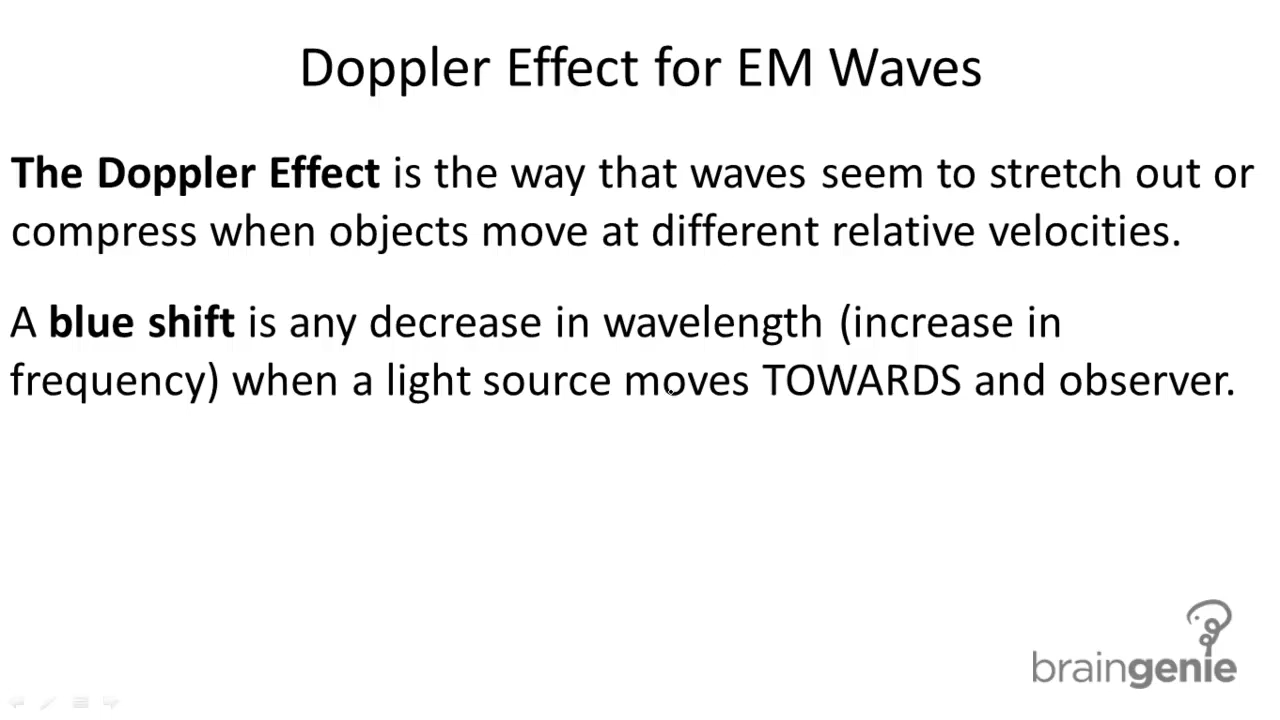 Doppler Effect for EM Waves
The Doppler Effect is the way that waves seem to stretch out or
compress when objects move at different relative velocities.
A blue shift is any decrease in wavelength (increase in
frequency) when a light source moves TOWARDS and observer.
braingenie